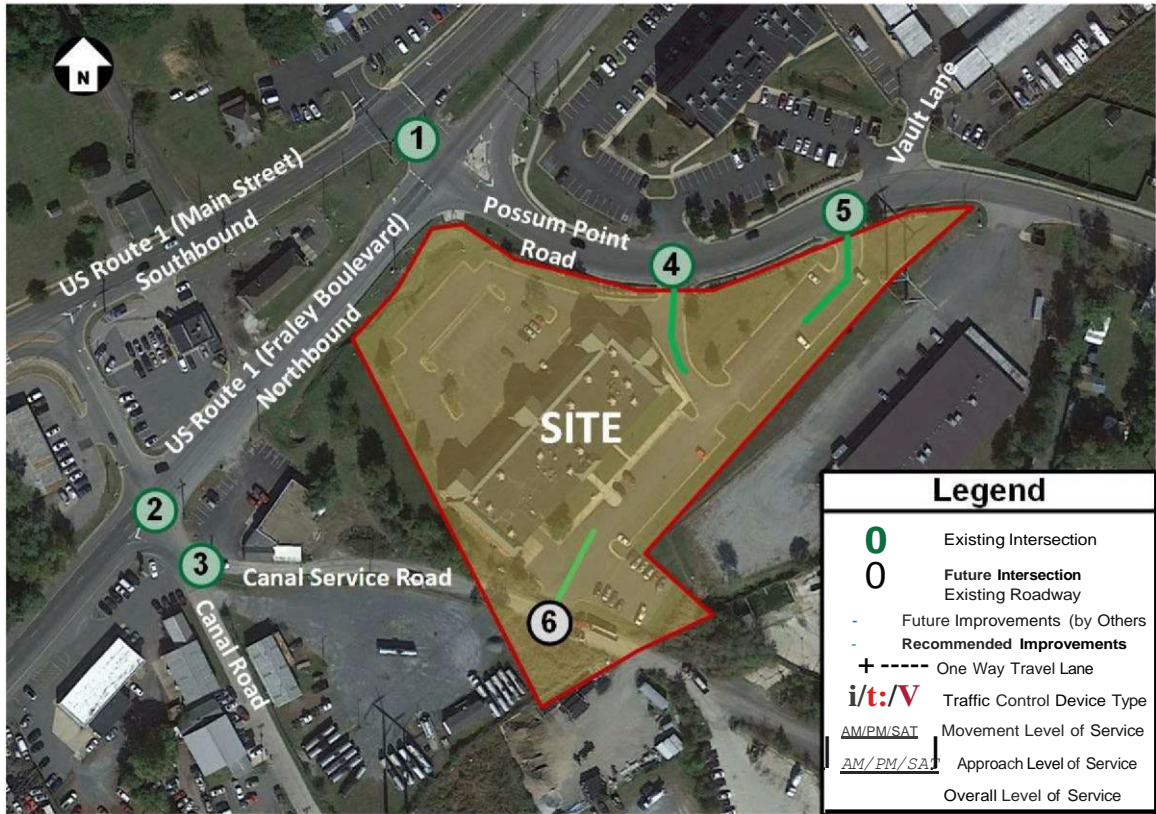 N
1
US Route 1 (Main Street)
Southbound
US Route 1 (Fraley Boulevard)
Northbound
Possum Point
Road
Vault Lane
5
4
SITE
2
3
Canal Service Road
Canal Road
6
Legend
0 Existing Intersection
0 Future Intersection
Existing Roadway
- Future Improvements (by Others
- Recommended Improvements
+ ----- One Way Travel Lane
i/t:/V Traffic Control Device Type
AM/PM/SAT Movement Level of Service
AM/PM/SAT Approach Level of Service
Overall Level of Service